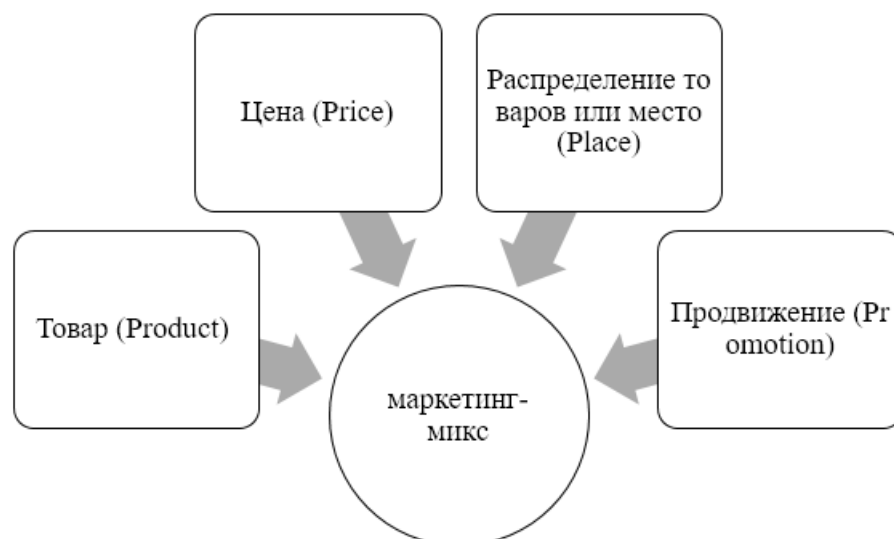 Цена (Price)
Распределение то
варов или место
(Place)
Товар (Product)
Продвижение (Pr
omotion)
маркетинг-
микс